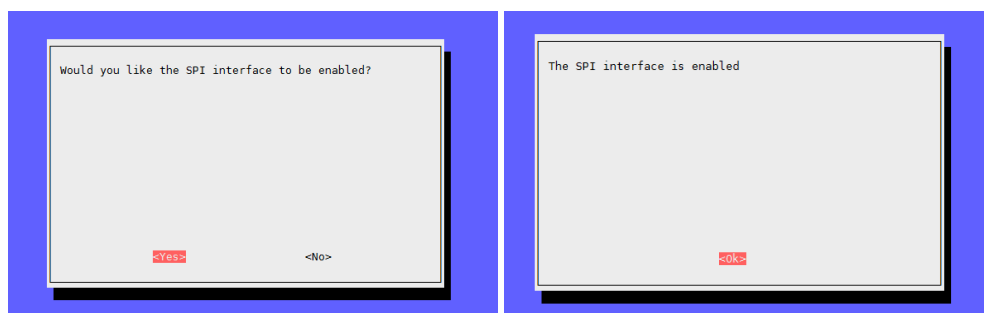 Would you like the SPI interface to be enabled?
<Yes> <No>
The SPI interface is enabled
<Ok>